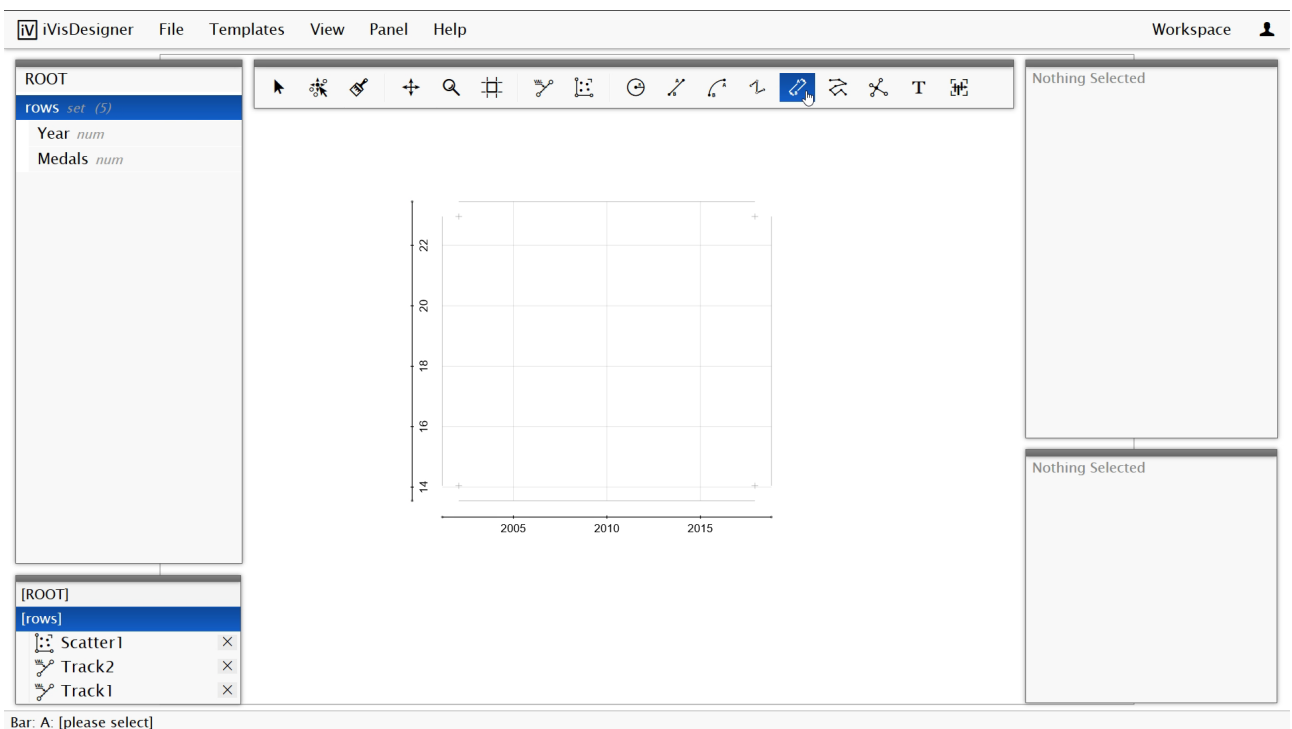 iV iVisDesigner File Templates View Panel Help Workspace
ROOT
rows set (5)
Year num
Medals num
T
Nothing Selected
22
20
18
16
14
2005 2010 2015
Nothing Selected
[ROOT]
[rows]
Scatter1
Track2
Track1
Bar: A: [please select]